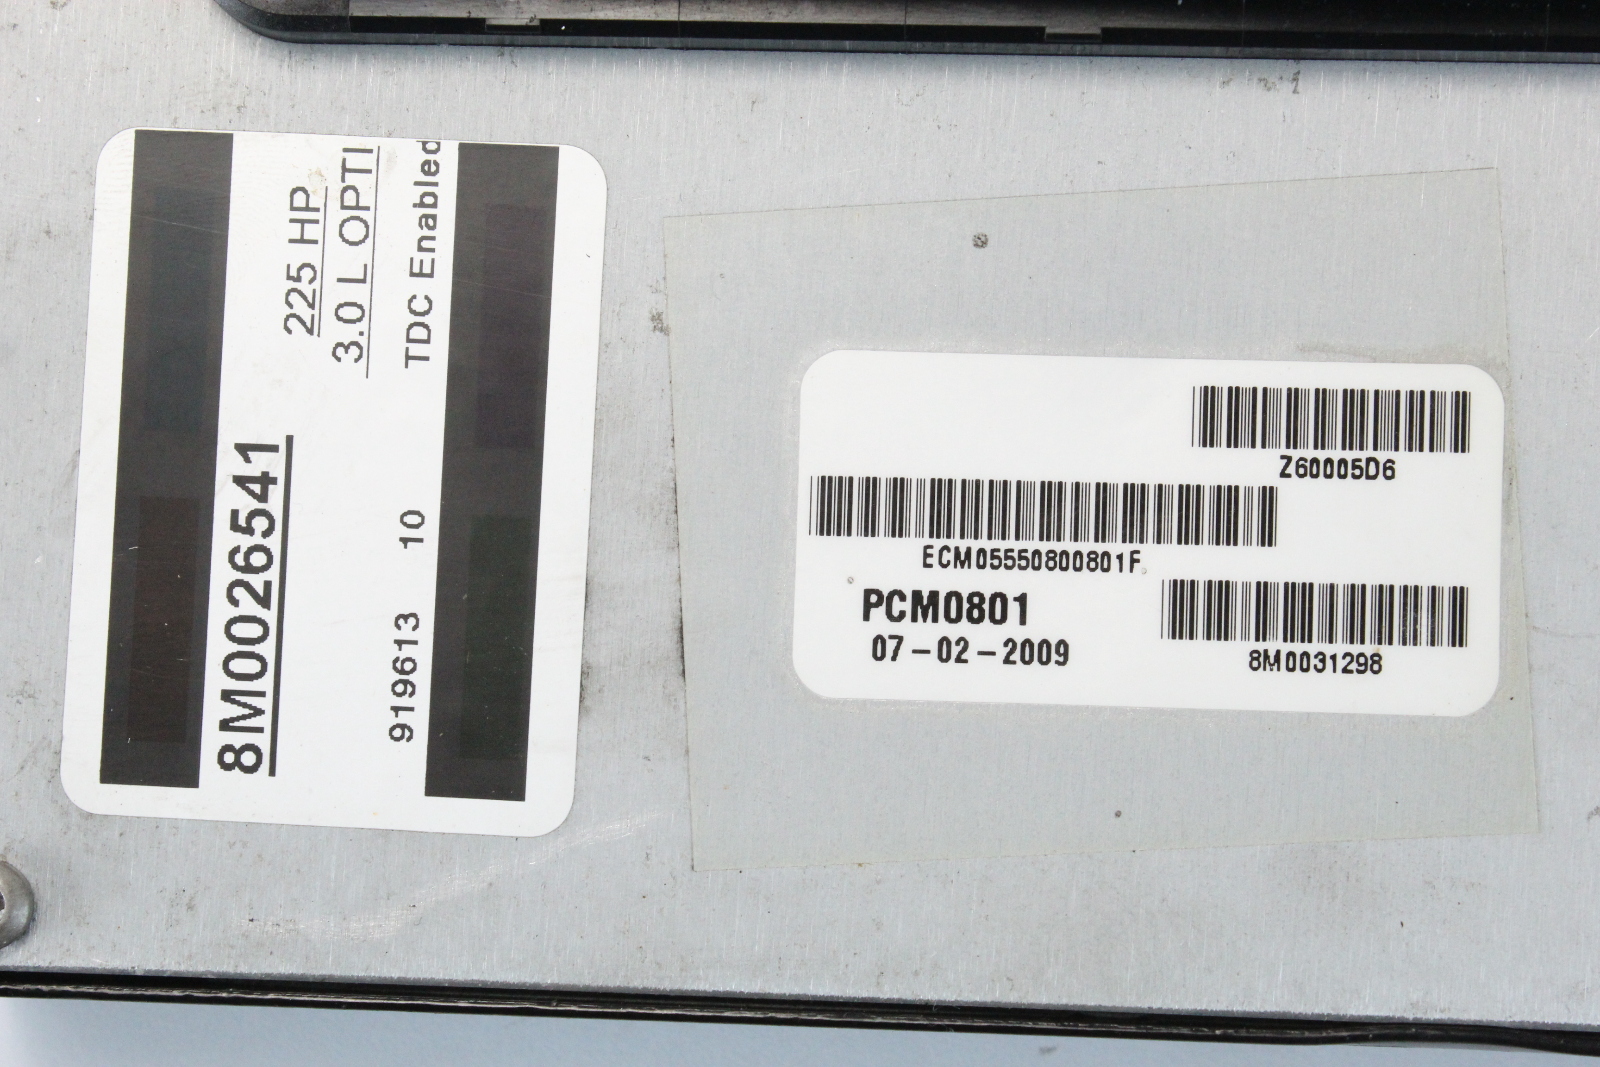 8M0026541
225 HP
3.0 L OPTI
TDC Enabled
919613 10
Z60005D6
ECM05550800801F
PCM0801
07-02-2009
8M0031298